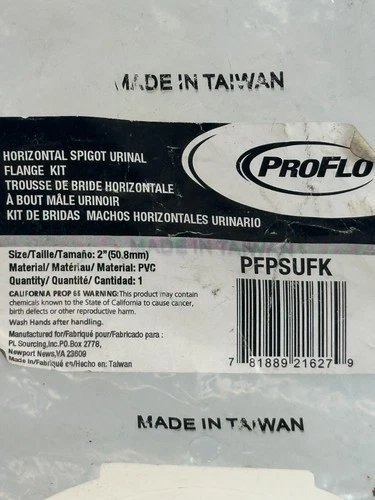 MADE IN TAIWAN
HORIZONTAL SPIGOT URINAL
FLANGE KIT
TROUSSE DE BRIDE HORIZONTALE
À BOUT MÂLE URINOIR
KIT DE BRIDAS MACHOS HORIZONTALES URINARIO
PROFLO
MADE IN TAIWAN
Size/Taille/Tamaño: 2"(50.8mm)
Material/ Matériau/ Material: PVC
Quantity/ Quantité/ Cantidad: 1
CALIFORNIA PROP 65 WARNING:This product may contain
chemicals known to the State of California to cause cancer,
birth defects or other reproductive harm.
Wash Hands after handling.
Manufactured for/Fabriqué pour/Fabricado para:
PL Sourcing,Inc.P.O.Box 2778,
Newport News,VA 23609
Made in/Fabriqué en/Hecho en: Taiwan
PFPSUFK
7 81889 21627 9
MADE IN TAIWAN